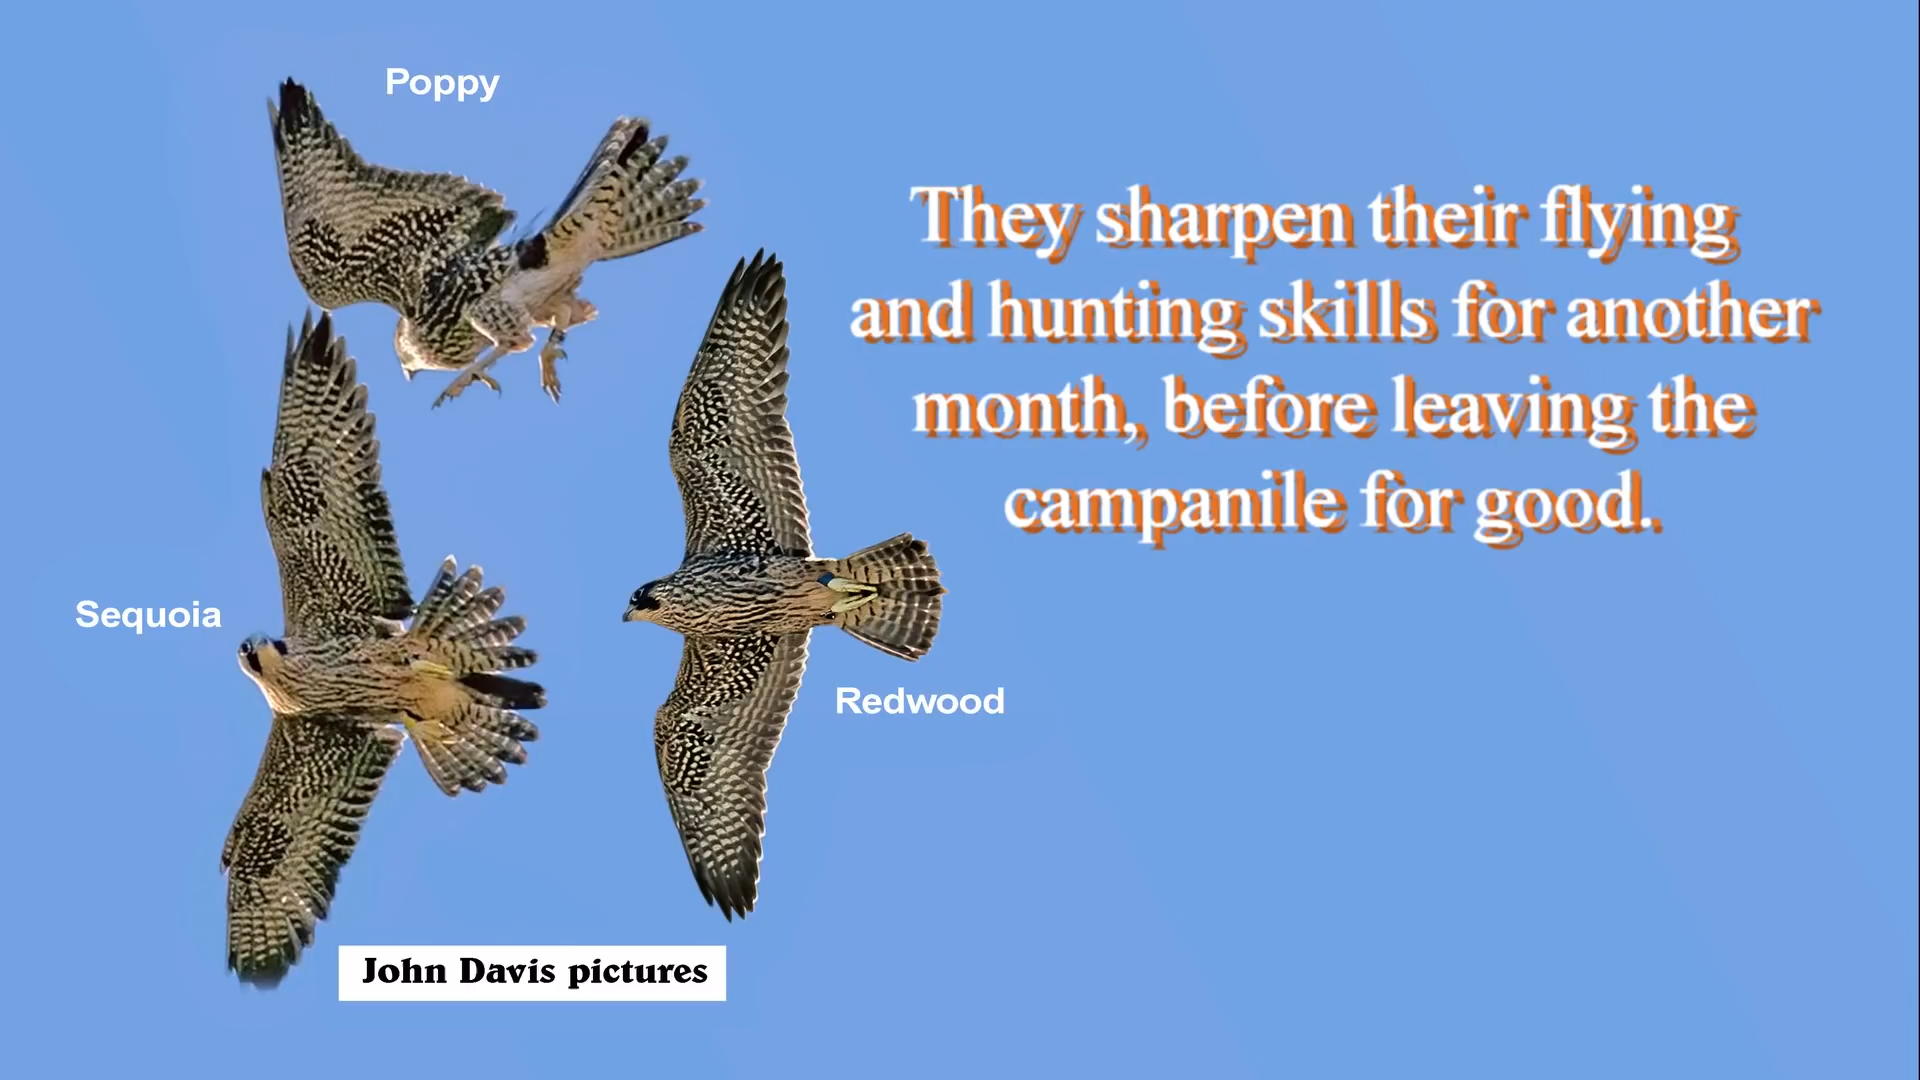 Poppy
They sharpen their flying
and hunting skills for another
month, before leaving the
campanile for good.
Sequoia
Redwood
John Davis pictures